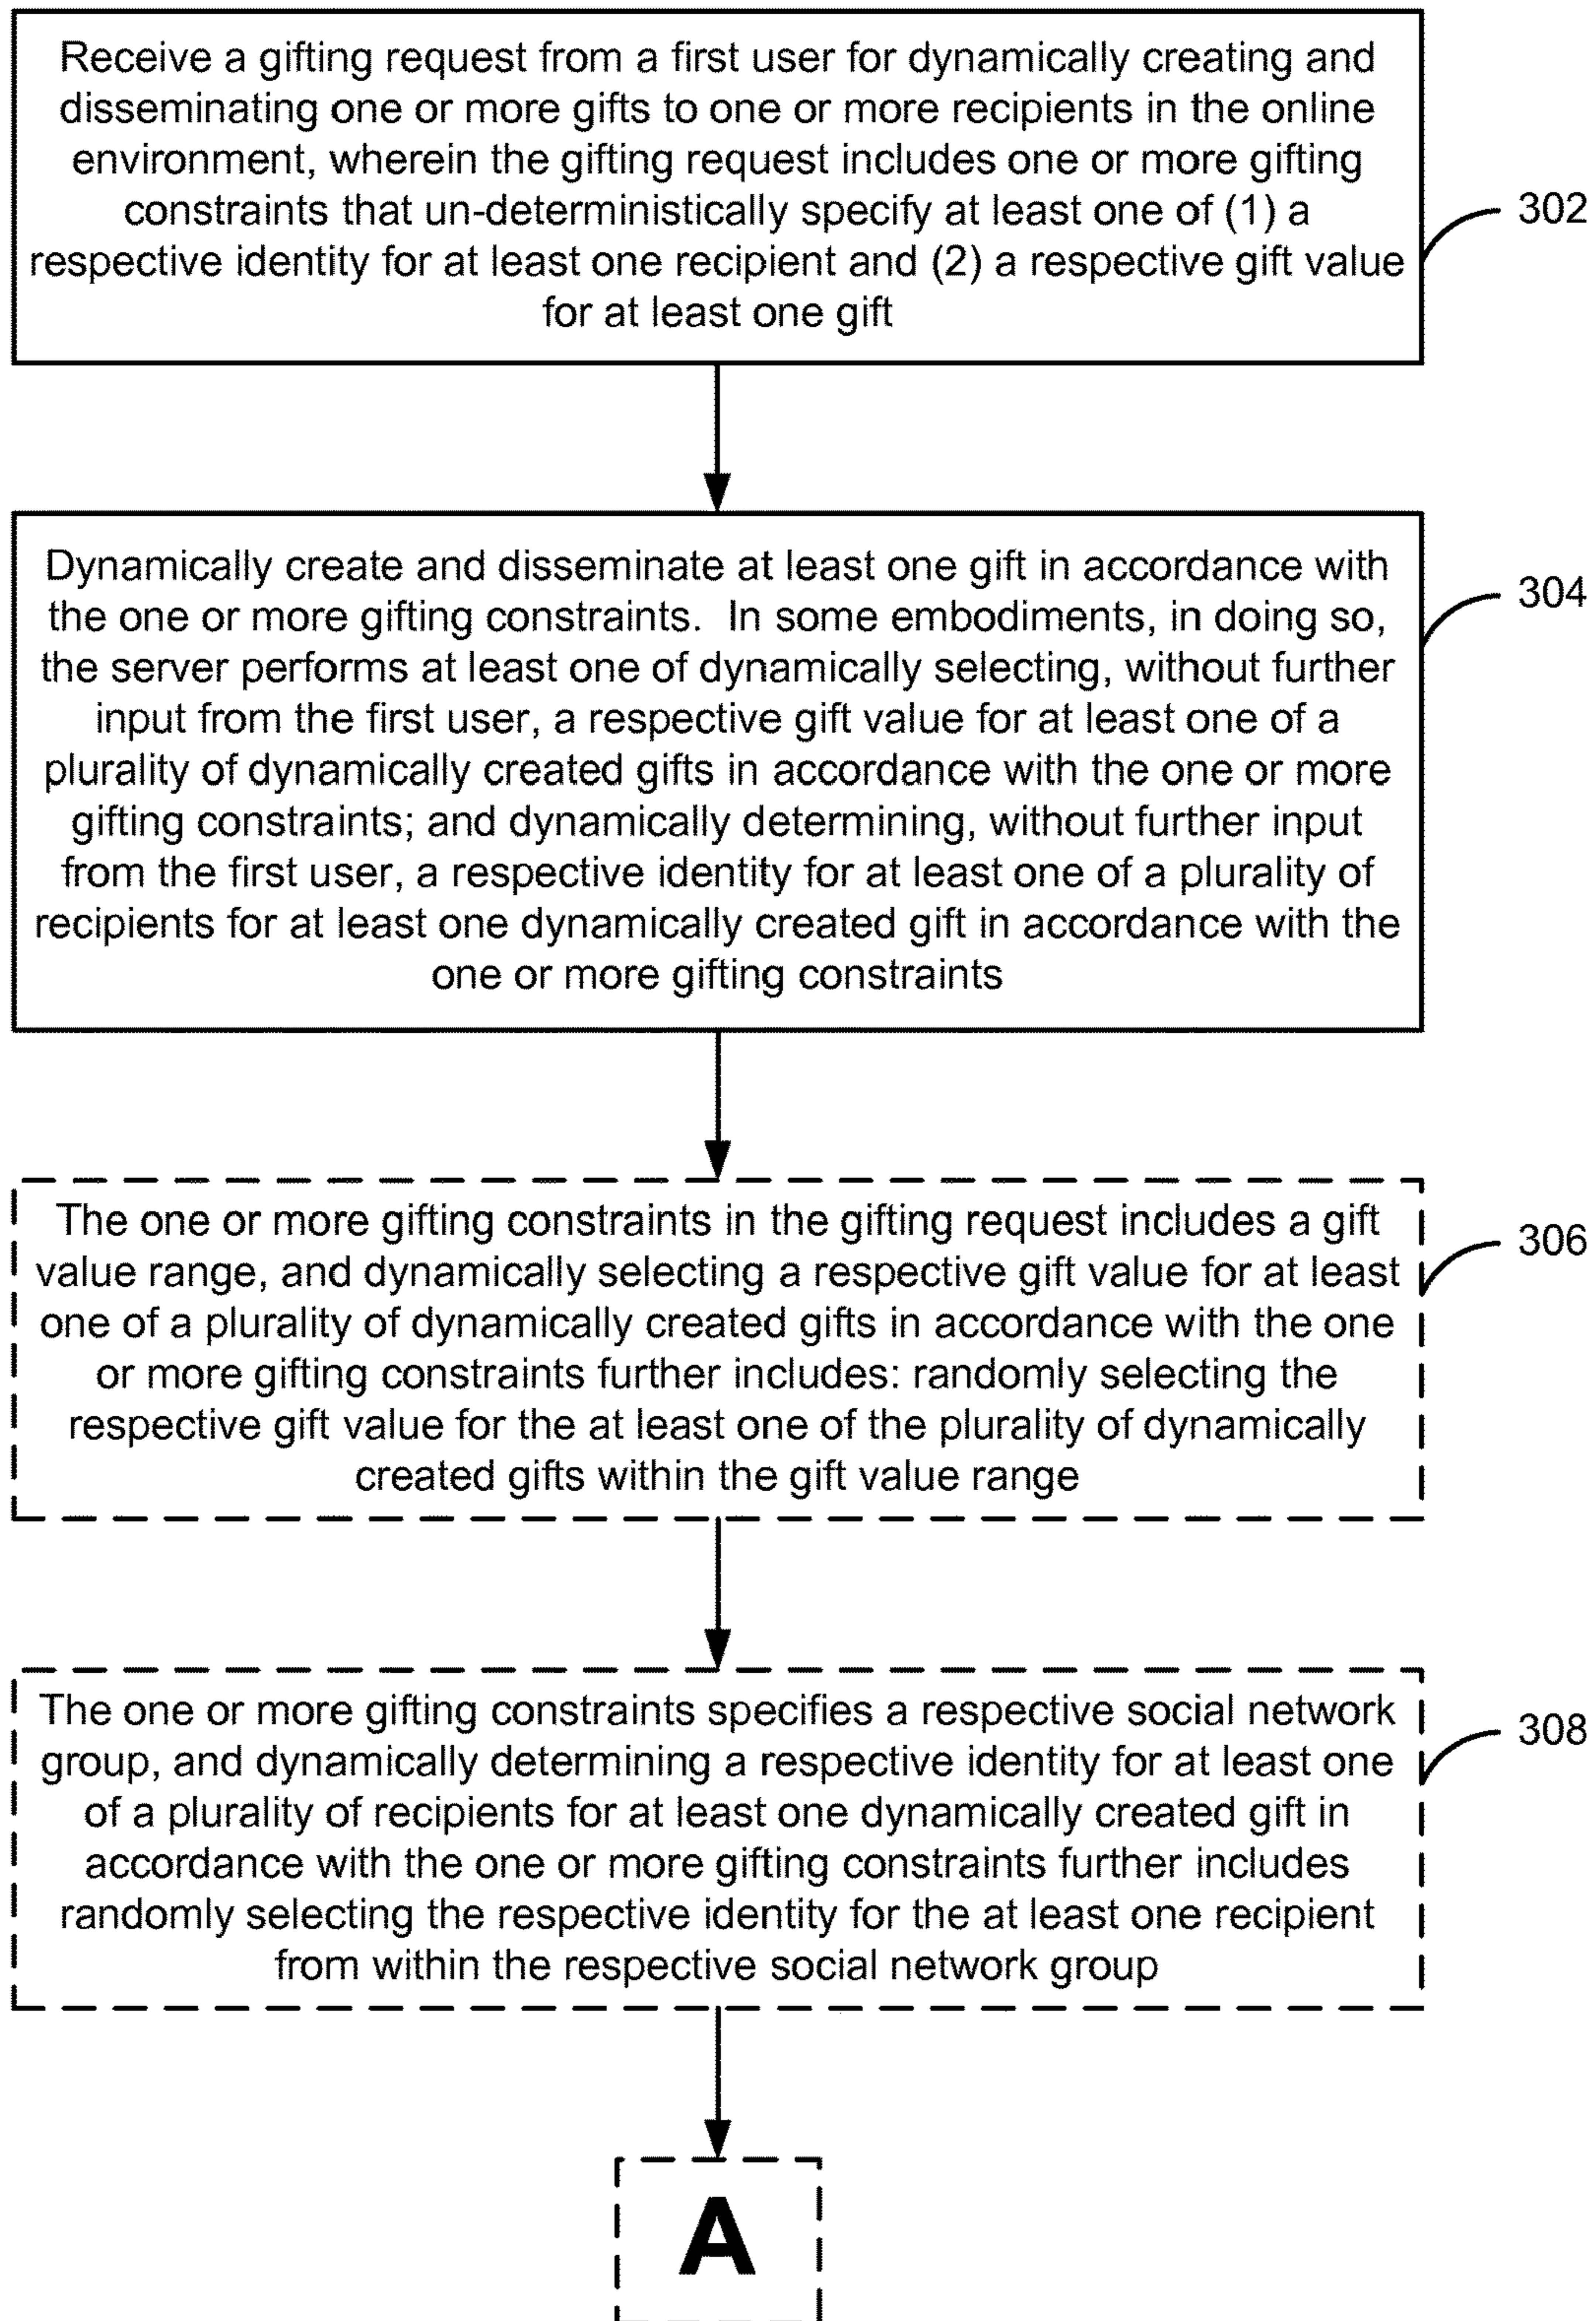 Receive a gifting request from a first user for dynamically creating and
disseminating one or more gifts to one or more recipients in the online
environment, wherein the gifting request includes one or more gifting
constraints that un-deterministically specify at least one of (1) a
respective identity for at least one recipient and (2) a respective gift value
for at least one gift
302
Dynamically create and disseminate at least one gift in accordance with
the one or more gifting constraints.  In some embodiments, in doing so,
the server performs at least one of dynamically selecting, without further
input from the first user, a respective gift value for at least one of a
plurality of dynamically created gifts in accordance with the one or more
gifting constraints; and dynamically determining, without further input
from the first user, a respective identity for at least one of a plurality of
recipients for at least one dynamically created gift in accordance with the
one or more gifting constraints
304
The one or more gifting constraints in the gifting request includes a gift
value range, and dynamically selecting a respective gift value for at least
one of a plurality of dynamically created gifts in accordance with the one
or more gifting constraints further includes: randomly selecting the
respective gift value for the at least one of the plurality of dynamically
created gifts within the gift value range
306
The one or more gifting constraints specifies a respective social network
group, and dynamically determining a respective identity for at least one
of a plurality of recipients for at least one dynamically created gift in
accordance with the one or more gifting constraints further includes
randomly selecting the respective identity for the at least one recipient
from within the respective social network group
308
A